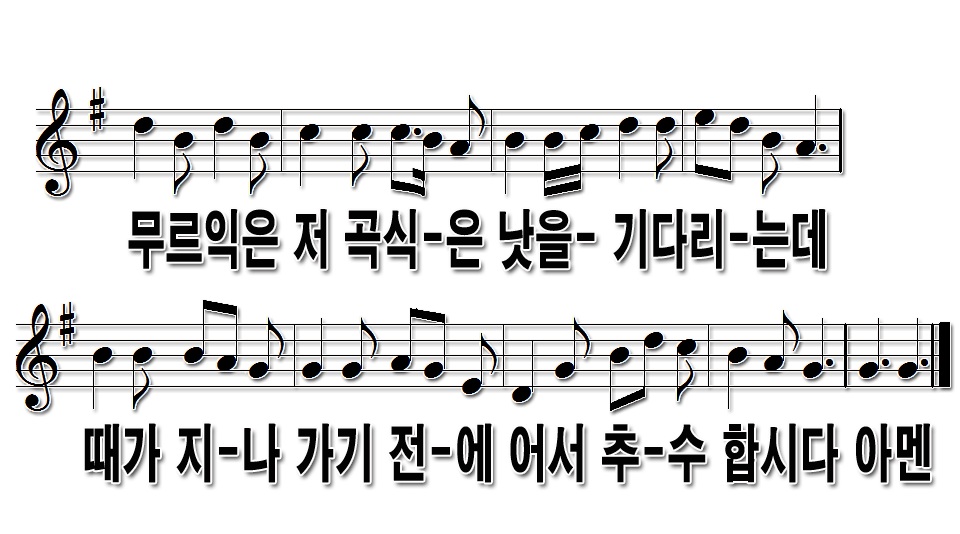 무르익은 저 곡식-은 낫을- 기다리-는데
때가 지-나 가기 전-에 어서 추-수 합시다 아멘